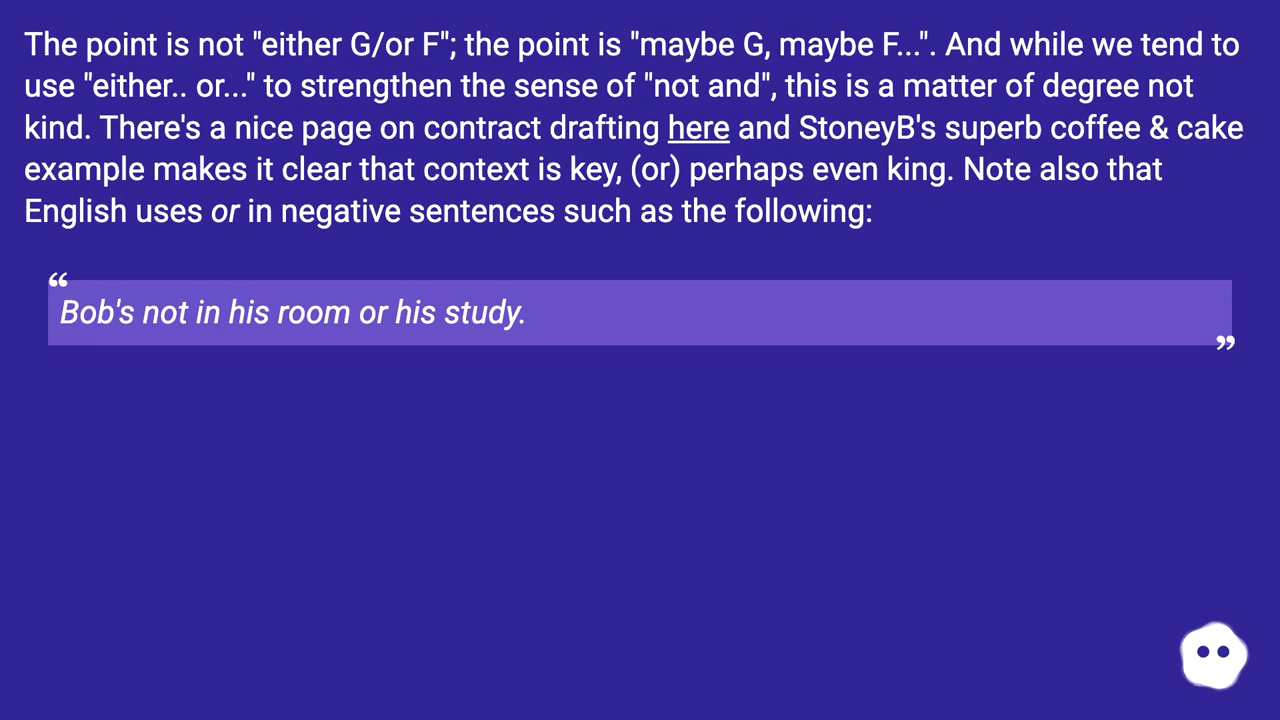 The point is not "either G/or F"; the point is "maybe G, maybe F...". And while we tend to
use "either.. or..." to strengthen the sense of "not and", this is a matter of degree not
kind. There's a nice page on contract drafting here and StoneyB's superb coffee & cake
example makes it clear that context is key, (or) perhaps even king. Note also that
English uses or in negative sentences such as the following:
“
Bob's not in his room or his study.
”